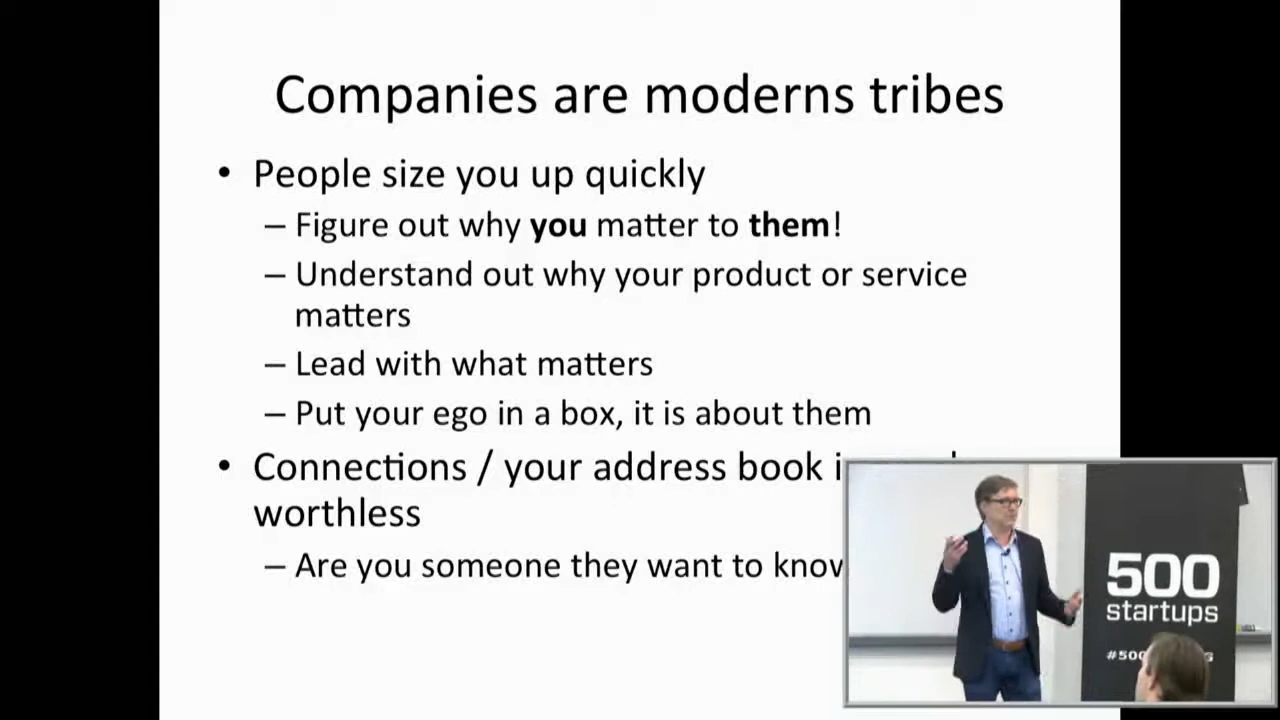 Companies are moderns tribes
• People size you up quickly
– Figure out why you matter to them!
– Understand out why your product or service
matters
– Lead with what matters
– Put your ego in a box, it is about them
• Connections / your address book
worthless
– Are you someone they want to know
500
startups